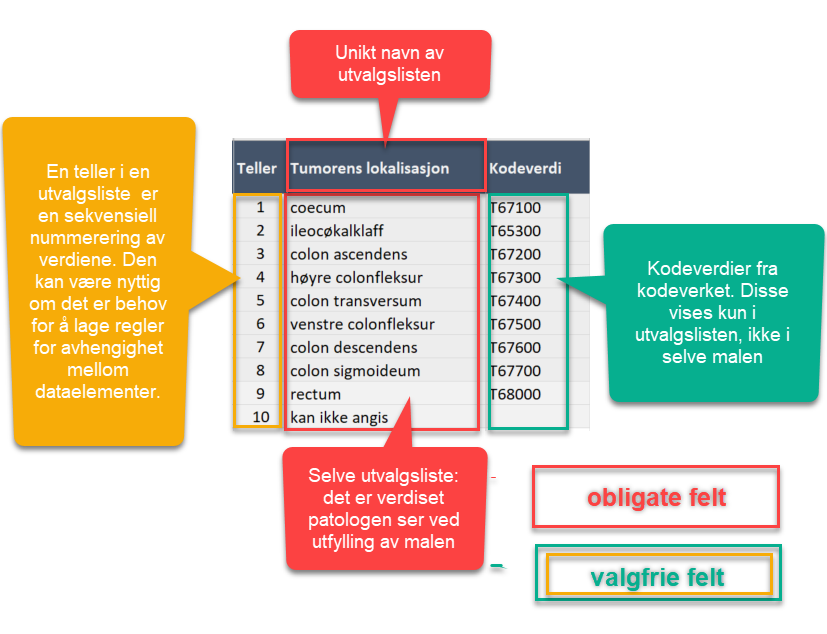 Unikt navn av
utvalgslisten
En teller i en
utvalgsliste er
en sekvensiell
nummerering av
verdiene. Den
kan være nyttig
om det er behov
for å lage regler
for avhengighet
mellom
dataelementer.
Teller Tumorens lokalisasjon Kodeverdi
1 coecum T67100
2 ileocøkalklaff T65300
3 colon ascendens T67200
4 høyre colonfleksur T67300
5 colon transversum T67400
6 venstre colonfleksur T67500
7 colon descendens T67600
8 colon sigmoideum T67700
9 rectum T68000
10 kan ikke angis
Kodeverdier fra
kodeverket. Disse
vises kun i
utvalgslisten, ikke i
selve malen
Selve utvalgsliste:
det er verdiset
patologen ser ved
utfylling av malen
obligate felt
valgfrie felt